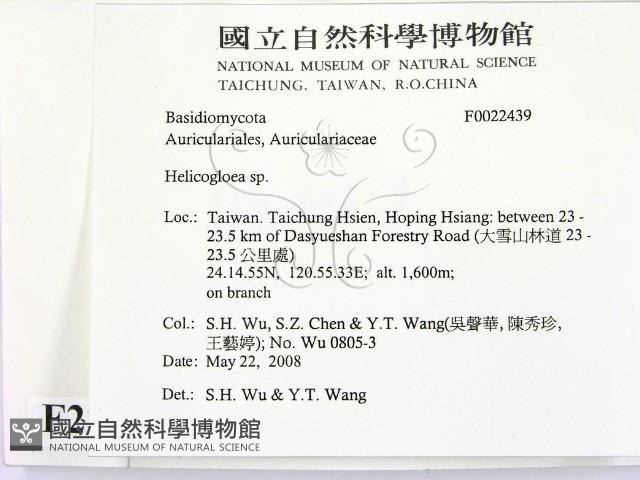 國立自然科學博物館
NATIONAL MUSEUM OF NATURAL SCIENCE
TAICHUNG, TAIWAN, R.O.CHINA
Basidiomycota F0022439
Auriculariales, Auriculariaceae
Helicogloea sp.
Loc.: Taiwan. Taichung Hsien, Hoping Hsiang: between 23 -
23.5 km of Dasyueshan Forestry Road (大雪山林道 23 -
23.5 公里處)
24.14.55N, 120.55.33E; alt. 1,600m;
on branch
Col.: S.H. Wu, S.Z. Chen & Y.T. Wang(吳聲華, 陳秀珍,
王藝婷); No. Wu 0805-3
Date: May 22, 2008
Det.: S.H. Wu & Y.T. Wang
F2
國立自然科學博物館
NATIONAL MUSEUM OF NATURAL SCIENCE